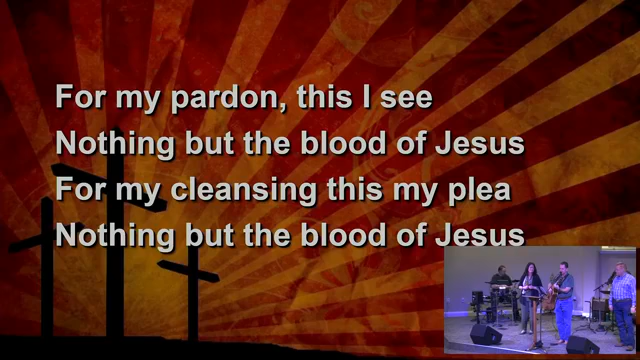 For my pardon, this I see
Nothing but the blood of Jesus
For my cleansing this my plea
Nothing but the blood of Jesus